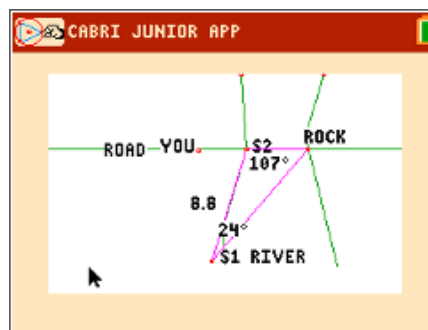 CABRI JUNIOR APP
ROCK
ROAD YOU S2
107°
8.8
24°
S1 RIVER